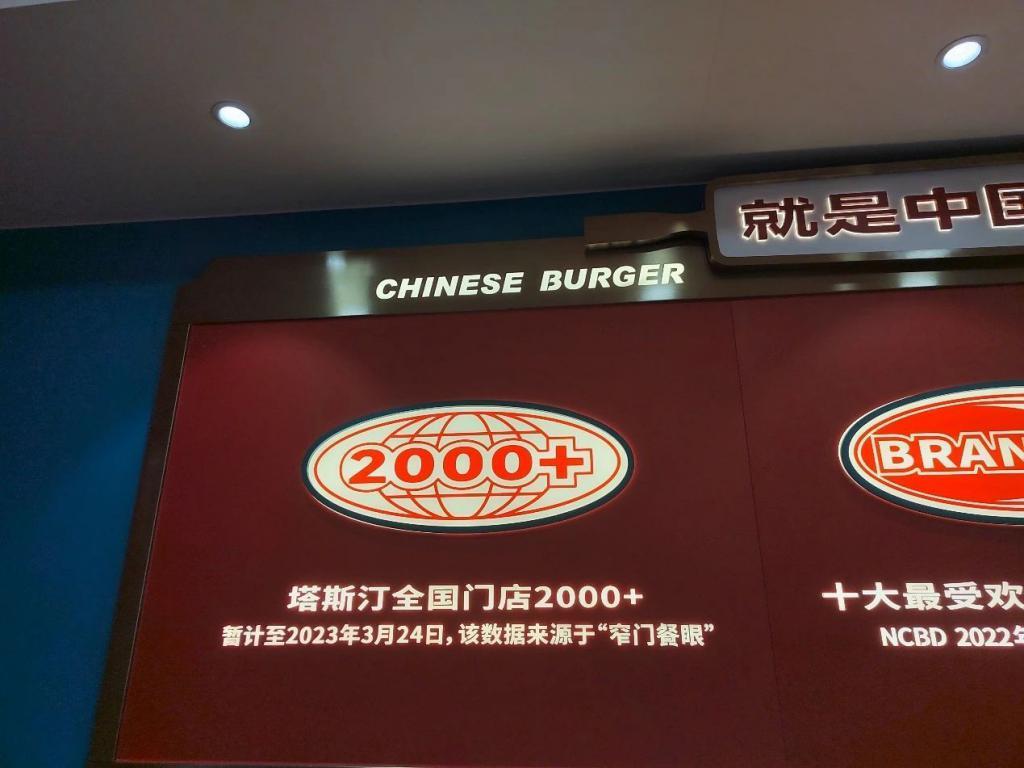 就是中国
CHINESE BURGER
2000+
BRAN
塔斯汀全国门店2000+
暂计至2023年3月24日，该数据来源于“窄门餐眼”
十大最受欢
NCBD 2022年